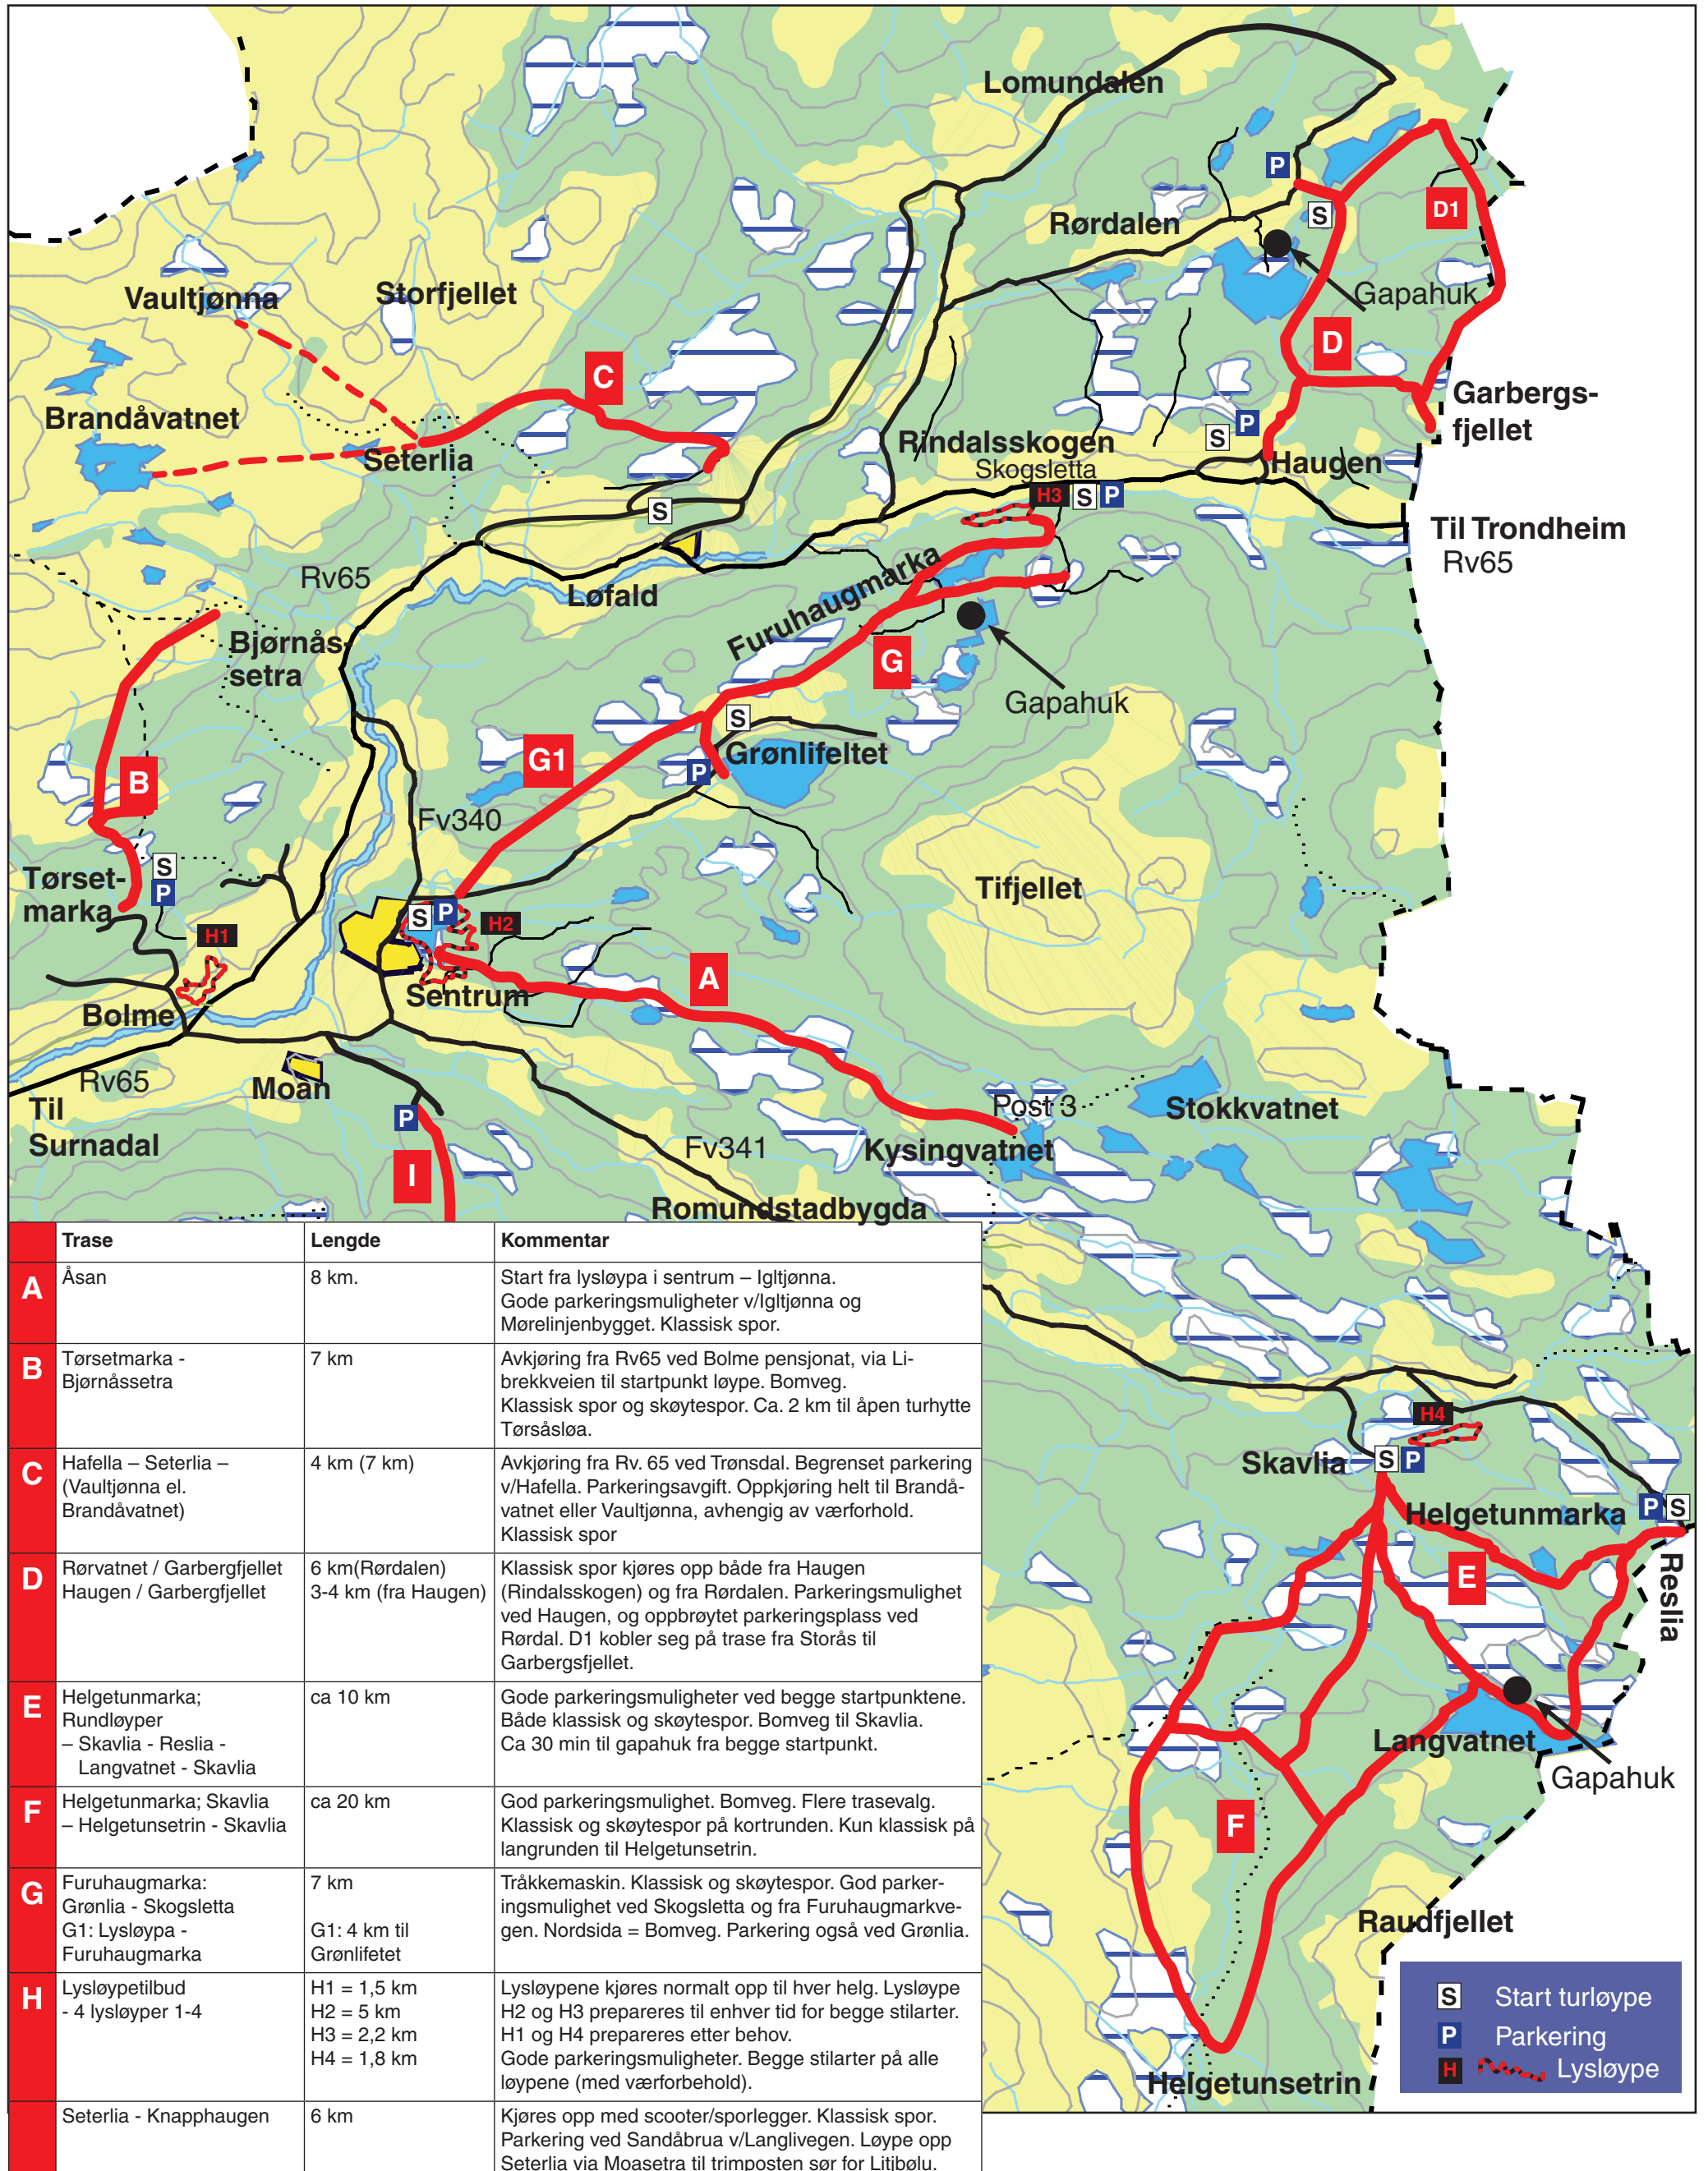 Lomundalen
P
D1
S
Rørdalen
Vaultjønna
Storfjellet
Gapahuk
D
C
Garbergs-
fjellet
Brandåvatnet
P
S
Rindalsskogen
Seterlia
Haugen
Skogsletta
H3 S P
S
Til Trondheim
Rv65
Rv65
Løfald
Furuhaugmarka
Bjørnås-
setra
G
Gapahuk
S
Grønlifeltet
G1
P
B
Fv340
S
P
Tørset-
marka
Tifjellet
S P
H2
H1
A
Sentrum
Bolme
Rv65
Moan
Til
Surnadal
P
Post 3
Stokkvatnet
Fv341
Kysingvatnet
I
Romundstadbygda
Trase Lengde Kommentar
A Åsan 8 km. Start fra lysløypa i sentrum – Igltjønna.
Gode parkeringsmuligheter v/Igltjønna og
Mørelinjenbygget. Klassisk spor.
B Tørsetmarka - 7 km Avkjøring fra Rv65 ved Bolme pensjonat, via Li-
Bjørnåssetra brekkveien til startpunkt løype. Bomveg.
Klassisk spor og skøytespor. Ca. 2 km til åpen turhytte
Tørsåsløa.
C Hafella – Seterlia – 4 km (7 km) Avkjøring fra Rv. 65 ved Trønsdal. Begrenset parkering
(Vaultjønna el. v/Hafella. Parkeringsavgift. Oppkjøring helt til Brandå-
Brandåvatnet) vatnet eller Vaultjønna, avhengig av værforhold.
Klassisk spor
D Rørvatnet / Garbergfjellet 6 km(Rørdalen) Klassisk spor kjøres opp både fra Haugen
Haugen / Garbergfjellet 3-4 km (fra Haugen) (Rindalsskogen) og fra Rørdalen. Parkeringsmulighet
ved Haugen, og oppbrøytet parkeringsplass ved
Rørdal. D1 kobler seg på trase fra Storås til
Garbergsfjellet.
E Helgetunmarka; ca 10 km Gode parkeringsmuligheter ved begge startpunktene.
Rundløyper Både klassisk og skøytespor. Bomveg til Skavlia.
– Skavlia - Reslia - Ca 30 min til gapahuk fra begge startpunkt.
Langvatnet - Skavlia
F Helgetunmarka; Skavlia ca 20 km God parkeringsmulighet. Bomveg. Flere trasevalg.
– Helgetunsetrin - Skavlia Klassisk og skøytespor på kortrunden. Kun klassisk på
langrunden til Helgetunsetrin.
G Furuhaugmarka: 7 km Tråkkemaskin. Klassisk og skøytespor. God parker-
Grønlia - Skogsletta ingsmulighet ved Skogsletta og fra Furuhaugmarkve-
G1: Lysløypa - G1: 4 km til gen. Nordsida = Bomveg. Parkering også ved Grønlia.
Furuhaugmarka Grønlifetet
H Lysløypetilbud H1 = 1,5 km Lysløypene kjøres normalt opp til hver helg. Lysløype
- 4 lysløyper 1-4 H2 = 5 km H2 og H3 prepareres til enhver tid for begge stilarter.
H3 = 2,2 km H1 og H4 prepareres etter behov.
H4 = 1,8 km Gode parkeringsmuligheter. Begge stilarter på alle
løypene (med værforbehold).
Seterlia - Knapphaugen 6 km Kjøres opp med scooter/sporlegger. Klassisk spor.
Parkering ved Sandåbrua v/Langlivegen. Løype opp
Seterlia via Moasetra til trimposten sør for Litjbølu.
H4
Skavlia
S P
Helgetunmarka
P S
Reslia
E
Langvatnet
Gapahuk
F
Raudfjellet
Helgetunsetrin
S Start turløype
P Parkering
H Lysløype